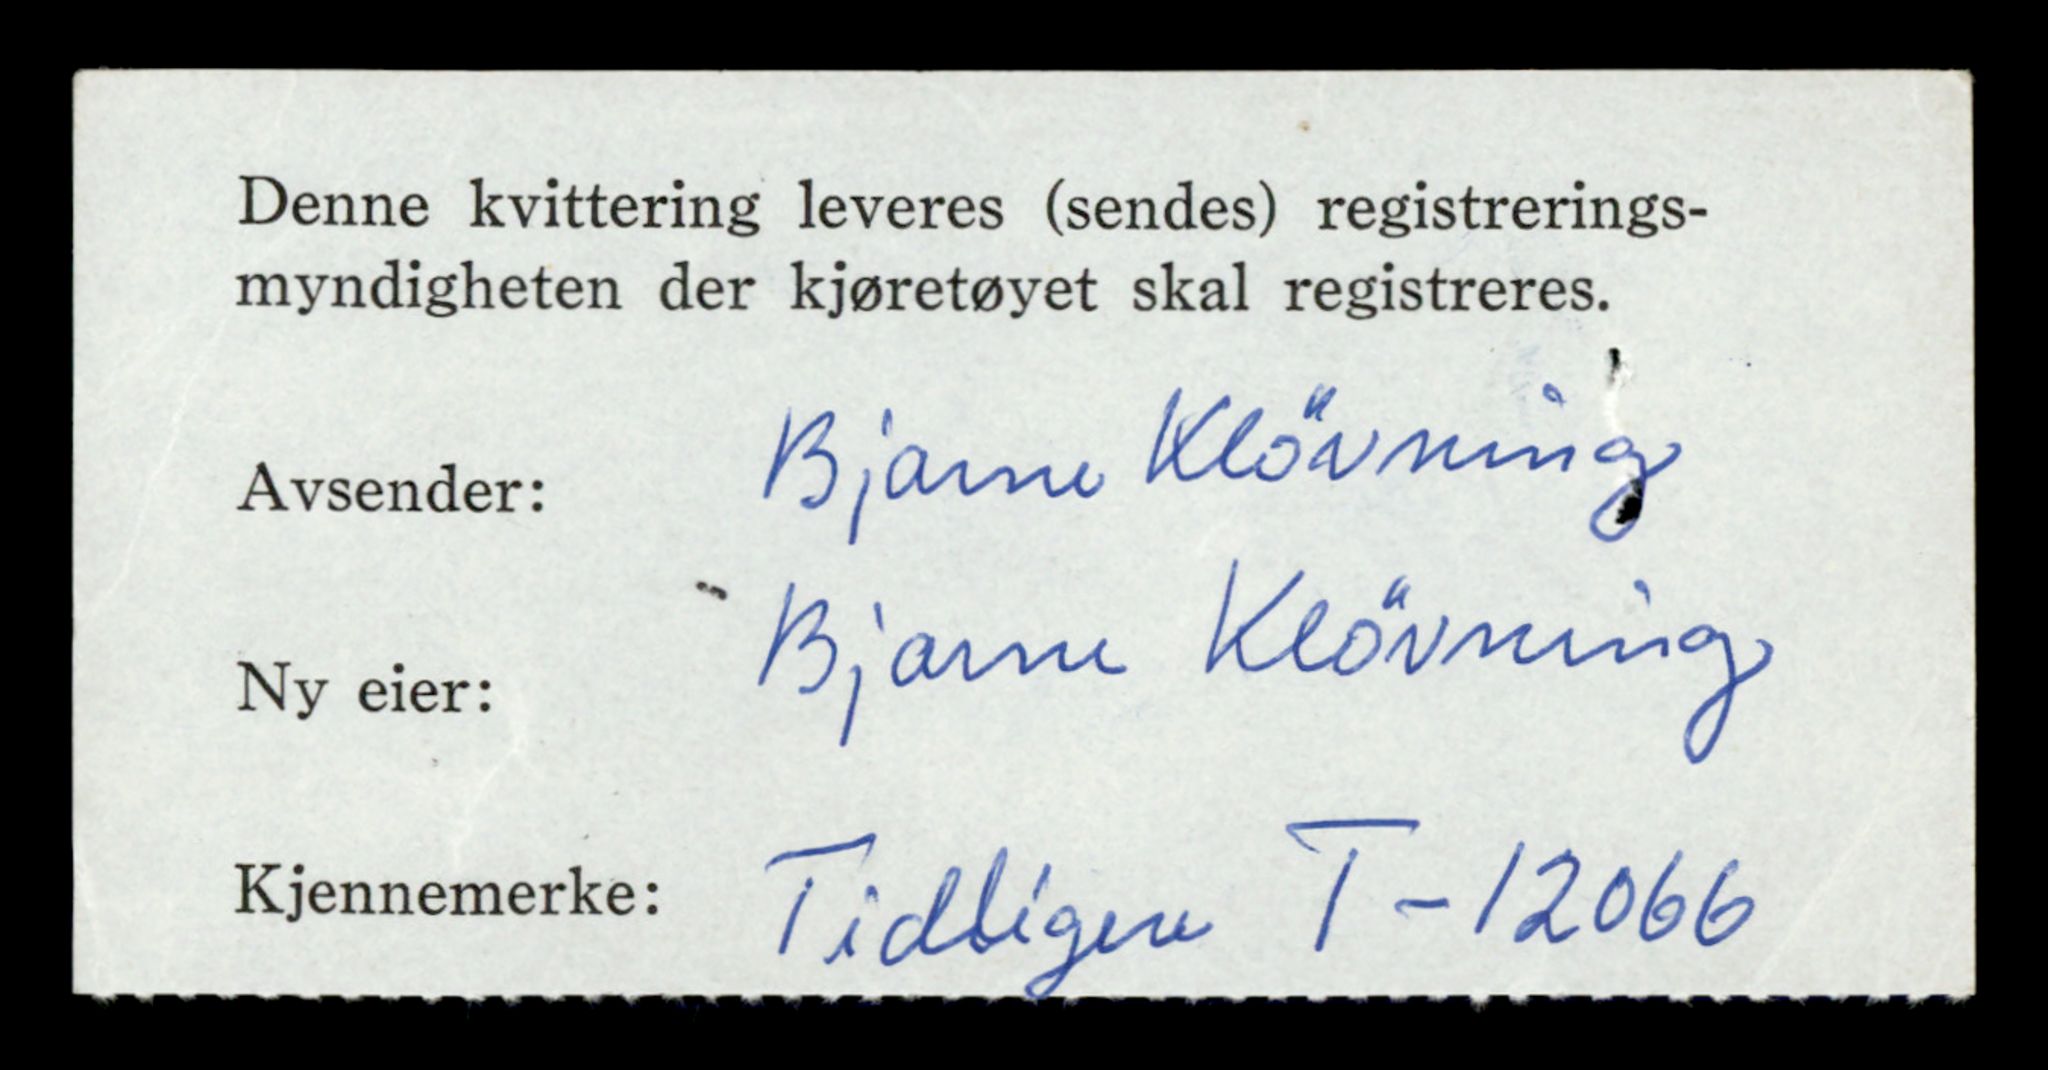 Denne kvittering leveres (sendes) registrerings-
myndigheten der kjøretøyet skal registreres.
Avsender: Bjarne Klövning
Ny eier: Bjarne Klövning
Kjennemerke: Tidligere T-12066